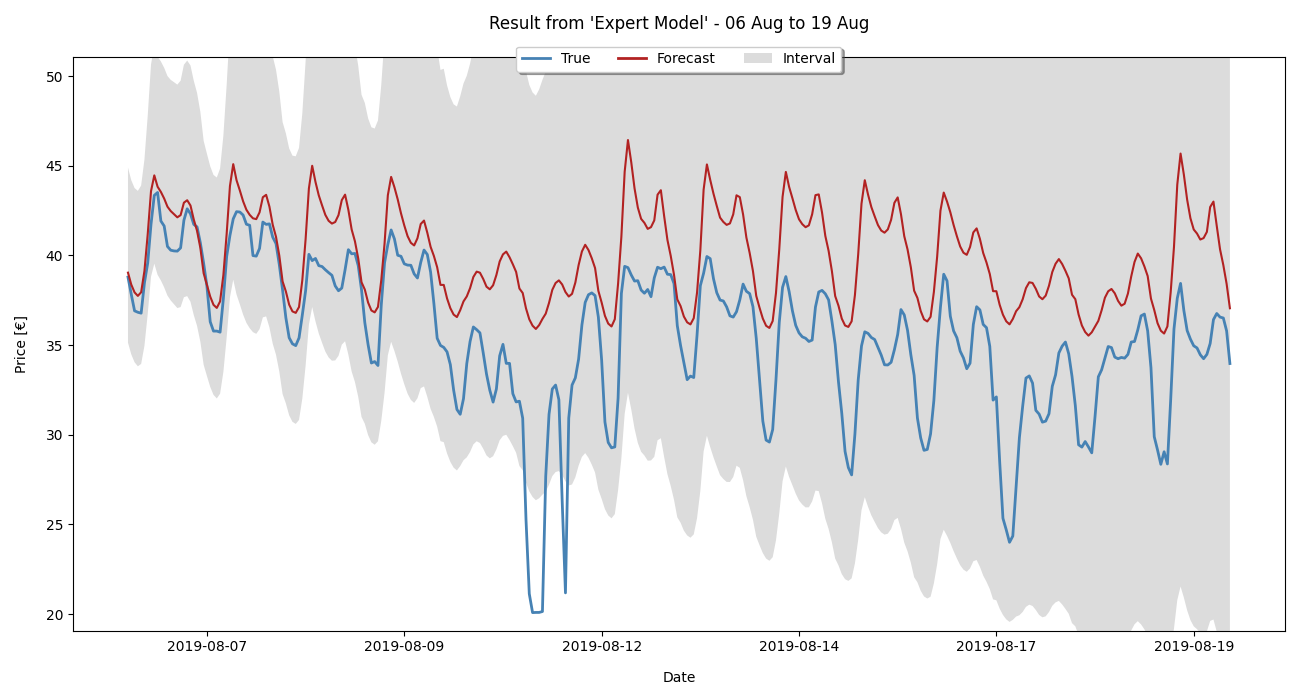 Result from 'Expert Model' - 06 Aug to 19 Aug
True Forecast Interval
50
45
40
35
30
25
20
Price [€]
2019-08-07 2019-08-09 2019-08-12 2019-08-14 2019-08-17 2019-08-19
Date